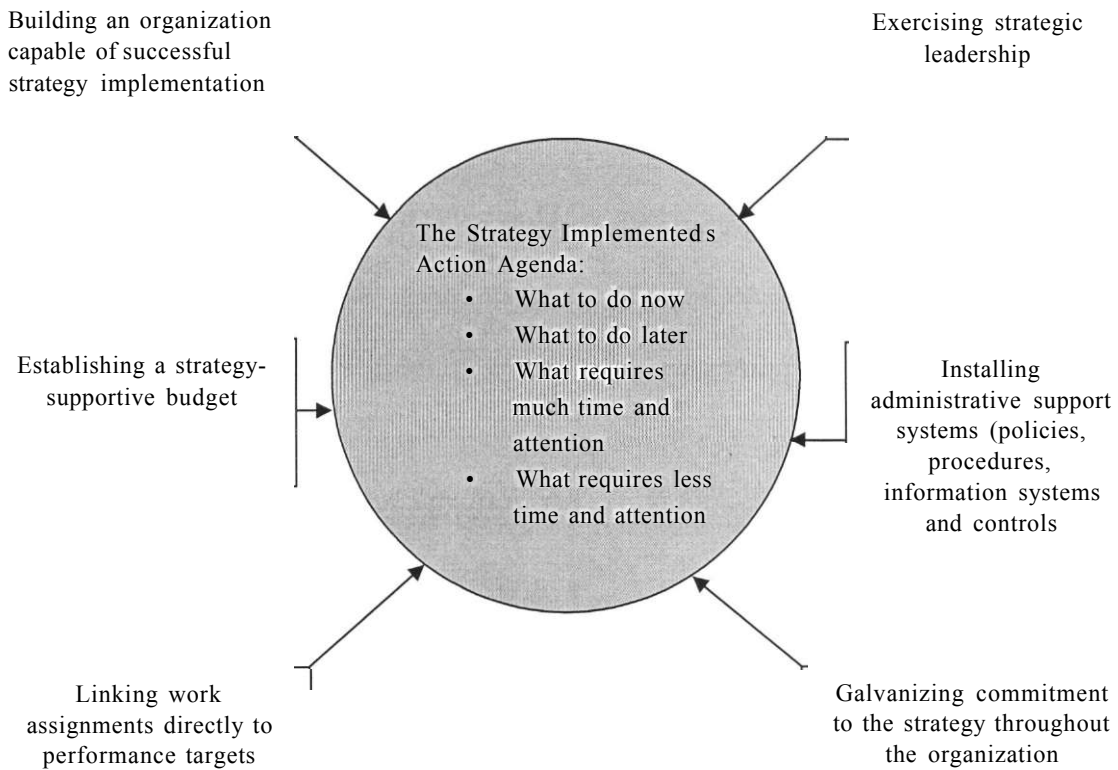 Building an organization
capable of successful
strategy implementation
Exercising strategic
leadership
The Strategy Implemented s
Action Agenda:
• What to do now
• What to do later
• What requires
much time and
attention
• What requires less
time and attention
Establishing a strategy-
supportive budget
Installing
administrative support
systems (policies,
procedures,
information systems
and controls
Linking work
assignments directly to
performance targets
Galvanizing commitment
to the strategy throughout
the organization